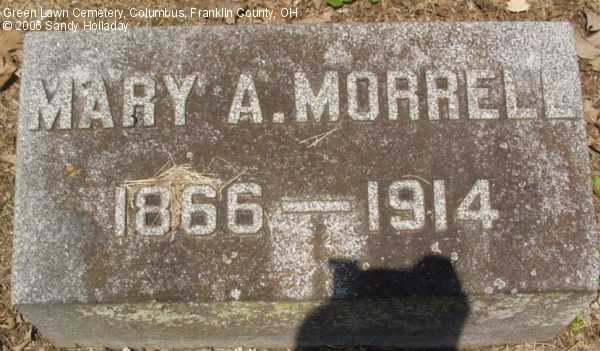 Green Lawn Cemetery, Columbus, Franklin County, OH
© 2006 Sandy Holladay
MARY A. MORRELL
1866 — 1914